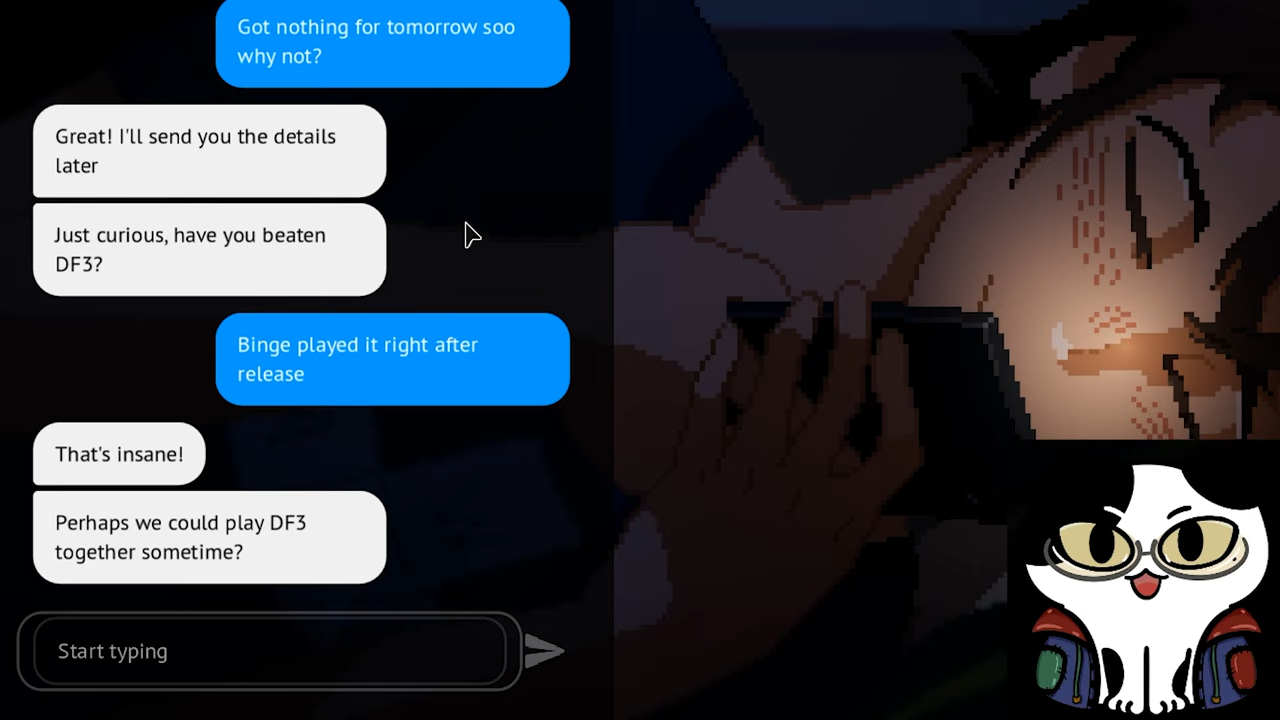 Got nothing for tomorrow soo
why not?
Great! I'll send you the details
later
Just curious, have you beaten
DF3?
Binge played it right after
release
That's insane!
Perhaps we could play DF3
together sometime?
Start typing